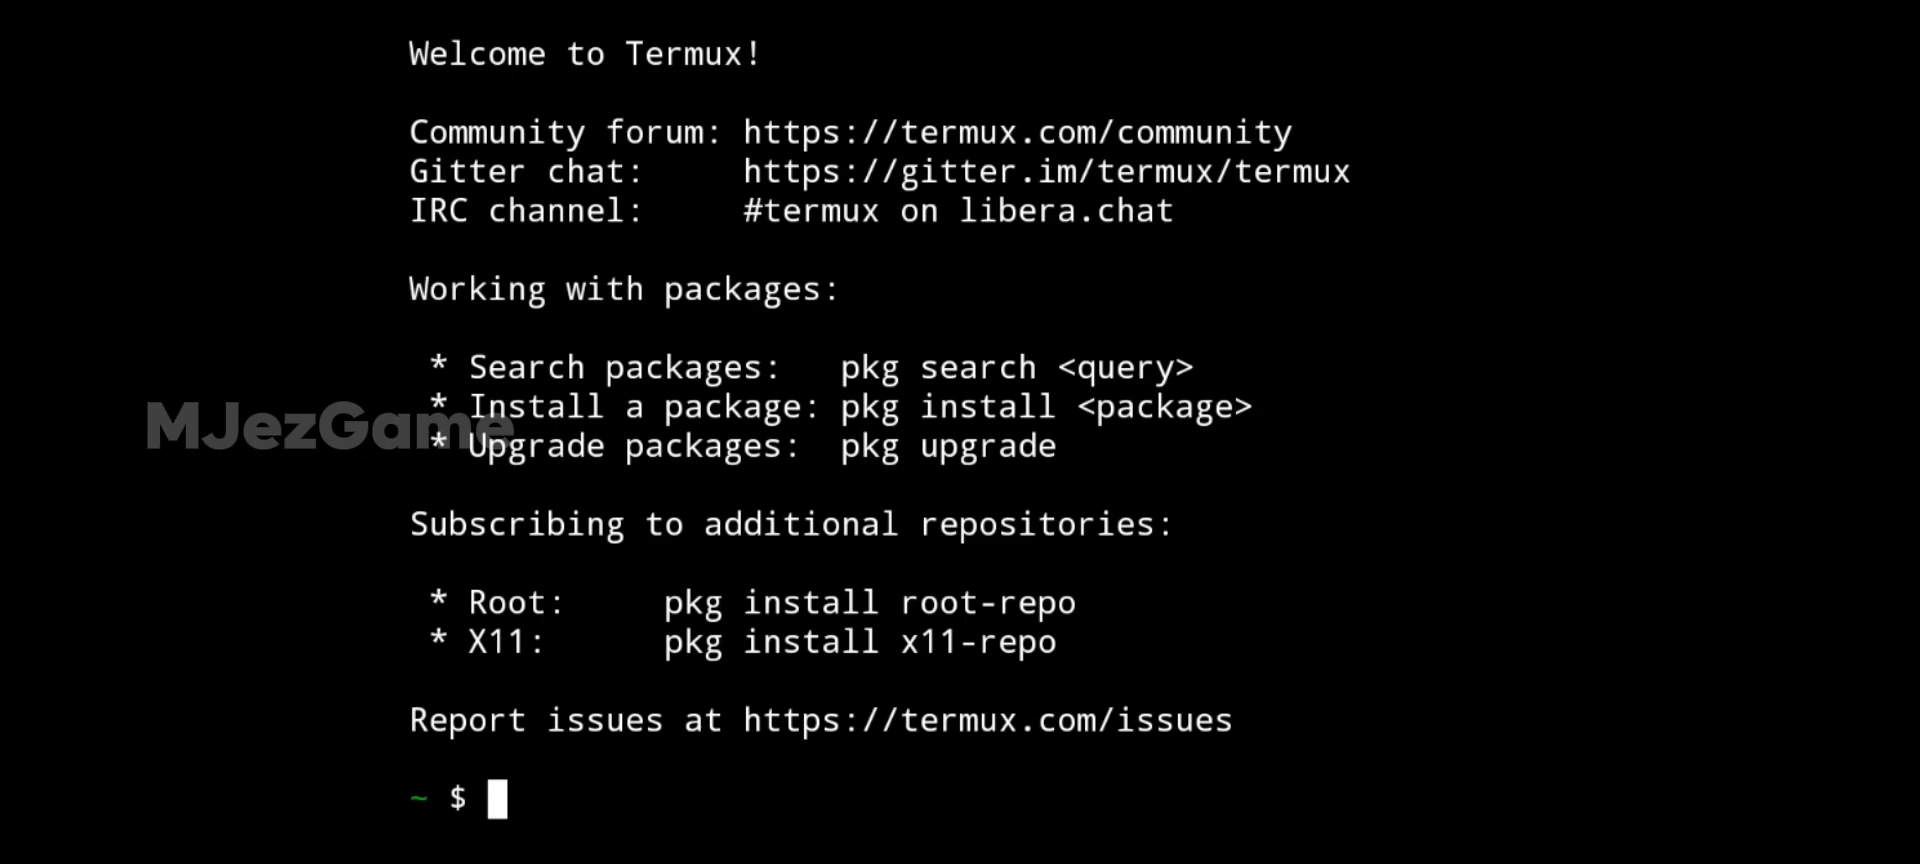 Welcome to Termux!
Community forum: https://termux.com/community
Gitter chat:     https://gitter.im/termux/termux
IRC channel:     #termux on libera.chat
Working with packages:
* Search packages:   pkg search <query>
* Install a package: pkg install <package>
MJezGame
* Upgrade packages:  pkg upgrade
Subscribing to additional repositories:
* Root:     pkg install root-repo
* X11:      pkg install x11-repo
Report issues at https://termux.com/issues
~ $